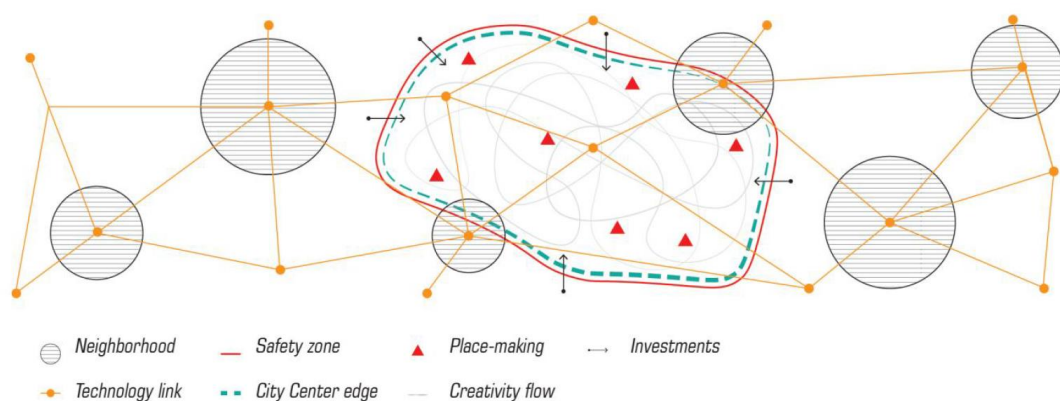 Neighborhood Safety zone Place-making Investments
Technology link City Center edge Creativity flow